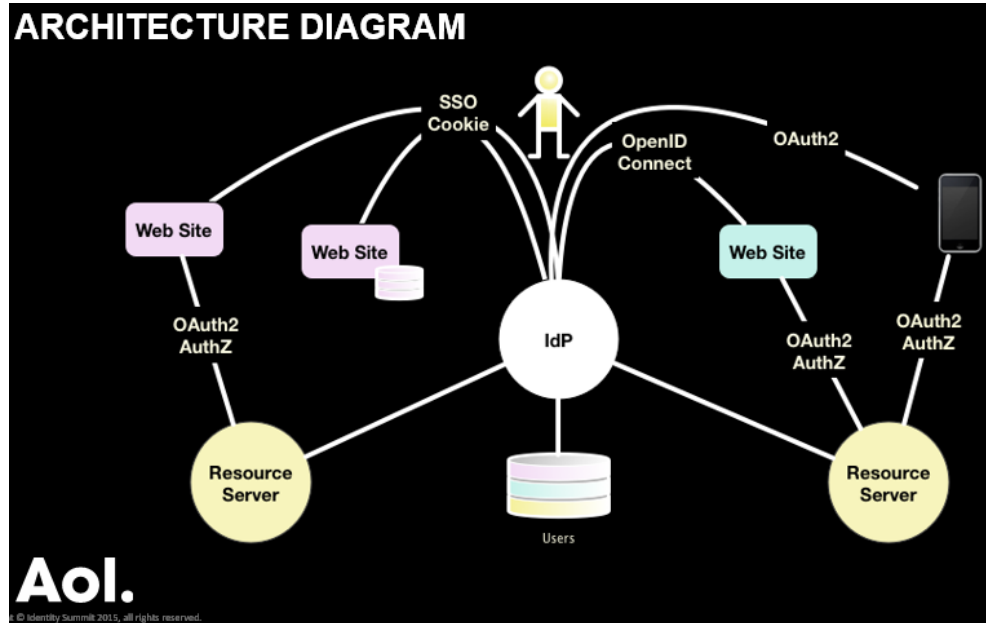 ARCHITECTURE DIAGRAM
SSO
Cookie
OpenID
Connect
OAuth2
Web Site
Web Site
Web Site
OAuth2
AuthZ
IdP
OAuth2
AuthZ
OAuth2
AuthZ
Resource
Server
Resource
Server
Users
Aol.
© Identity Summit 2015, all rights reserved.